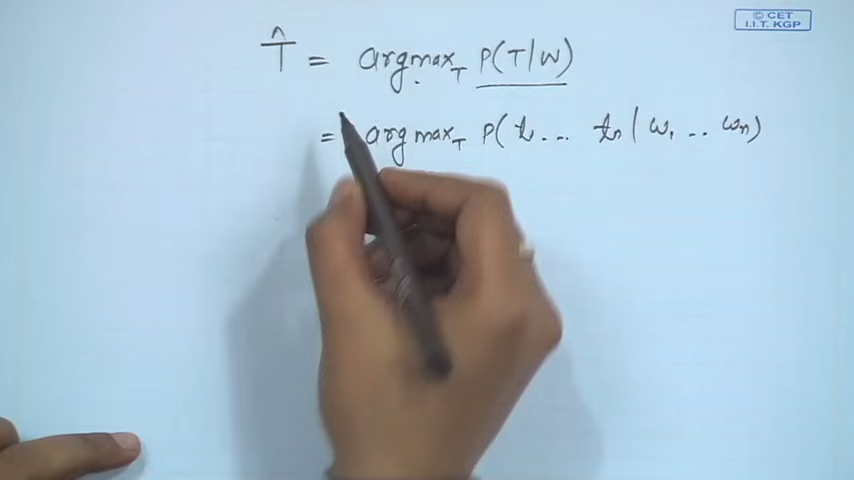 © CET
I.I.T. KGP
T̂ = argmax_T P(T/W)
= argmax_T P(t₁ ... tₙ | w₁ .. wₙ)